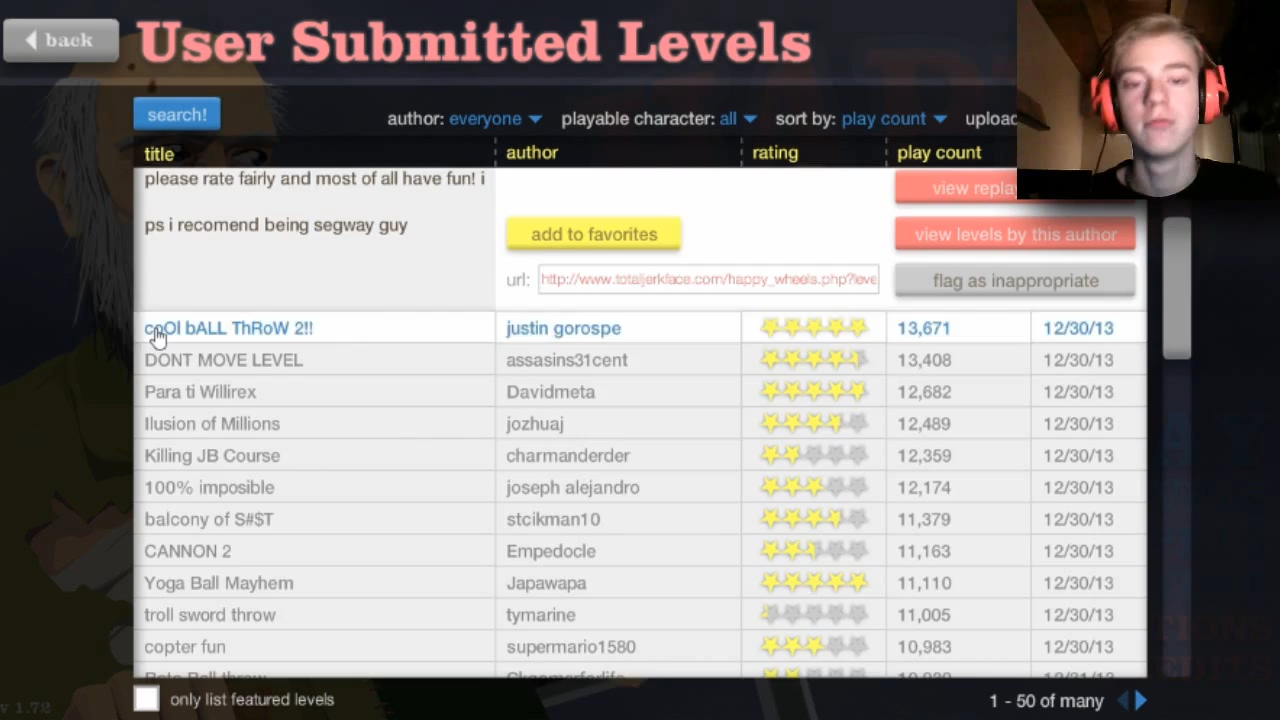 back
User Submitted Levels
search!
author: everyone playable character: all sort by: play count uploa
title author rating play count
please rate fairly and most of all have fun! i
view repla
ps i recomend being segway guy
add to favorites
view levels by this author
url: http://www.totaljerkface.com/happy_wheels.php?leve
flag as inappropriate
coOl bALL ThRoW 2!! justin gorospe 13,671 12/30/13
DONT MOVE LEVEL assasins31cent 13,408 12/30/13
Para ti Willirex Davidmeta 12,682 12/30/13
Ilusion of Millions jozhuaj 12,489 12/30/13
Killing JB Course charmanderder 12,359 12/30/13
100% imposible joseph alejandro 12,174 12/30/13
balcony of S#$T stcikman10 11,379 12/30/13
CANNON 2 Empedocle 11,163 12/30/13
Yoga Ball Mayhem Japawapa 11,110 12/30/13
troll sword throw tymarine 11,005 12/30/13
copter fun supermario1580 10,983 12/30/13
only list featured levels
1 - 50 of many
v 1.72